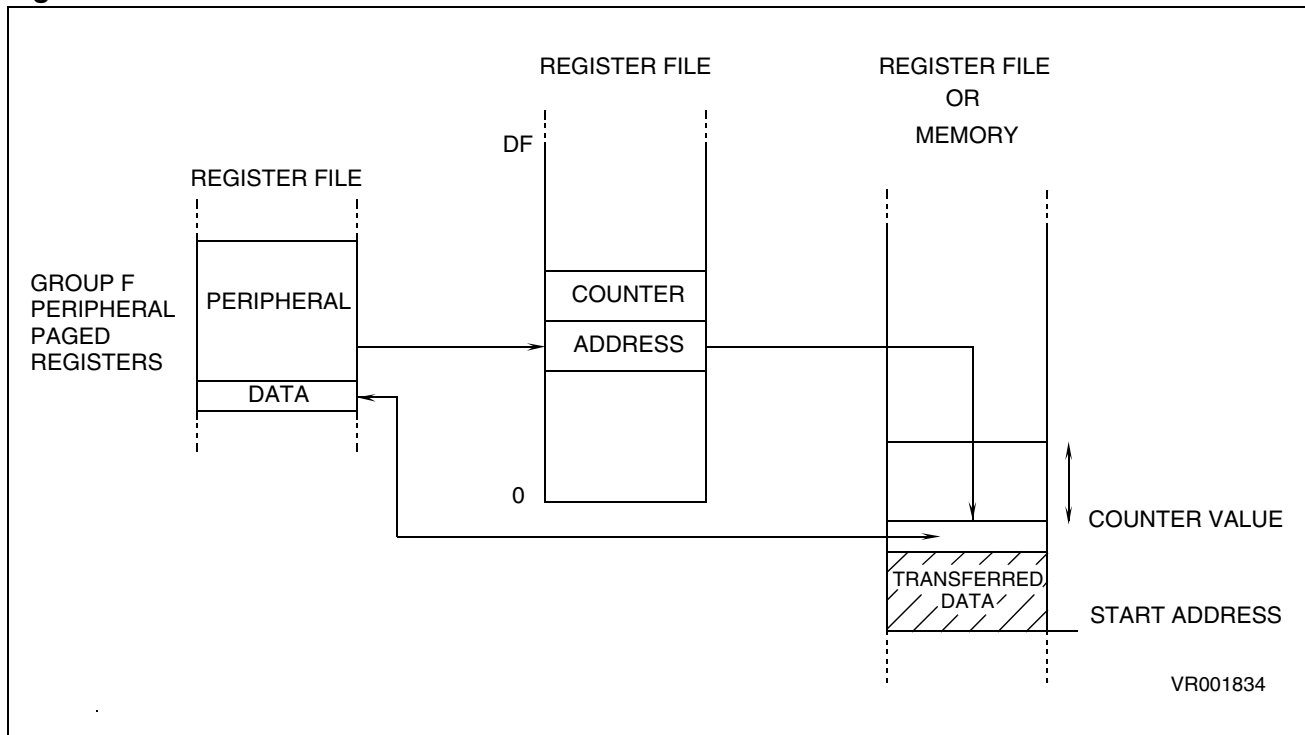 REGISTER FILE
REGISTER FILE
OR
MEMORY
DF
REGISTER FILE
GROUP F
PERIPHERAL
PAGED
REGISTERS
PERIPHERAL
COUNTER
ADDRESS
DATA
0
COUNTER VALUE
TRANSFERRED
DATA
START ADDRESS
VR001834